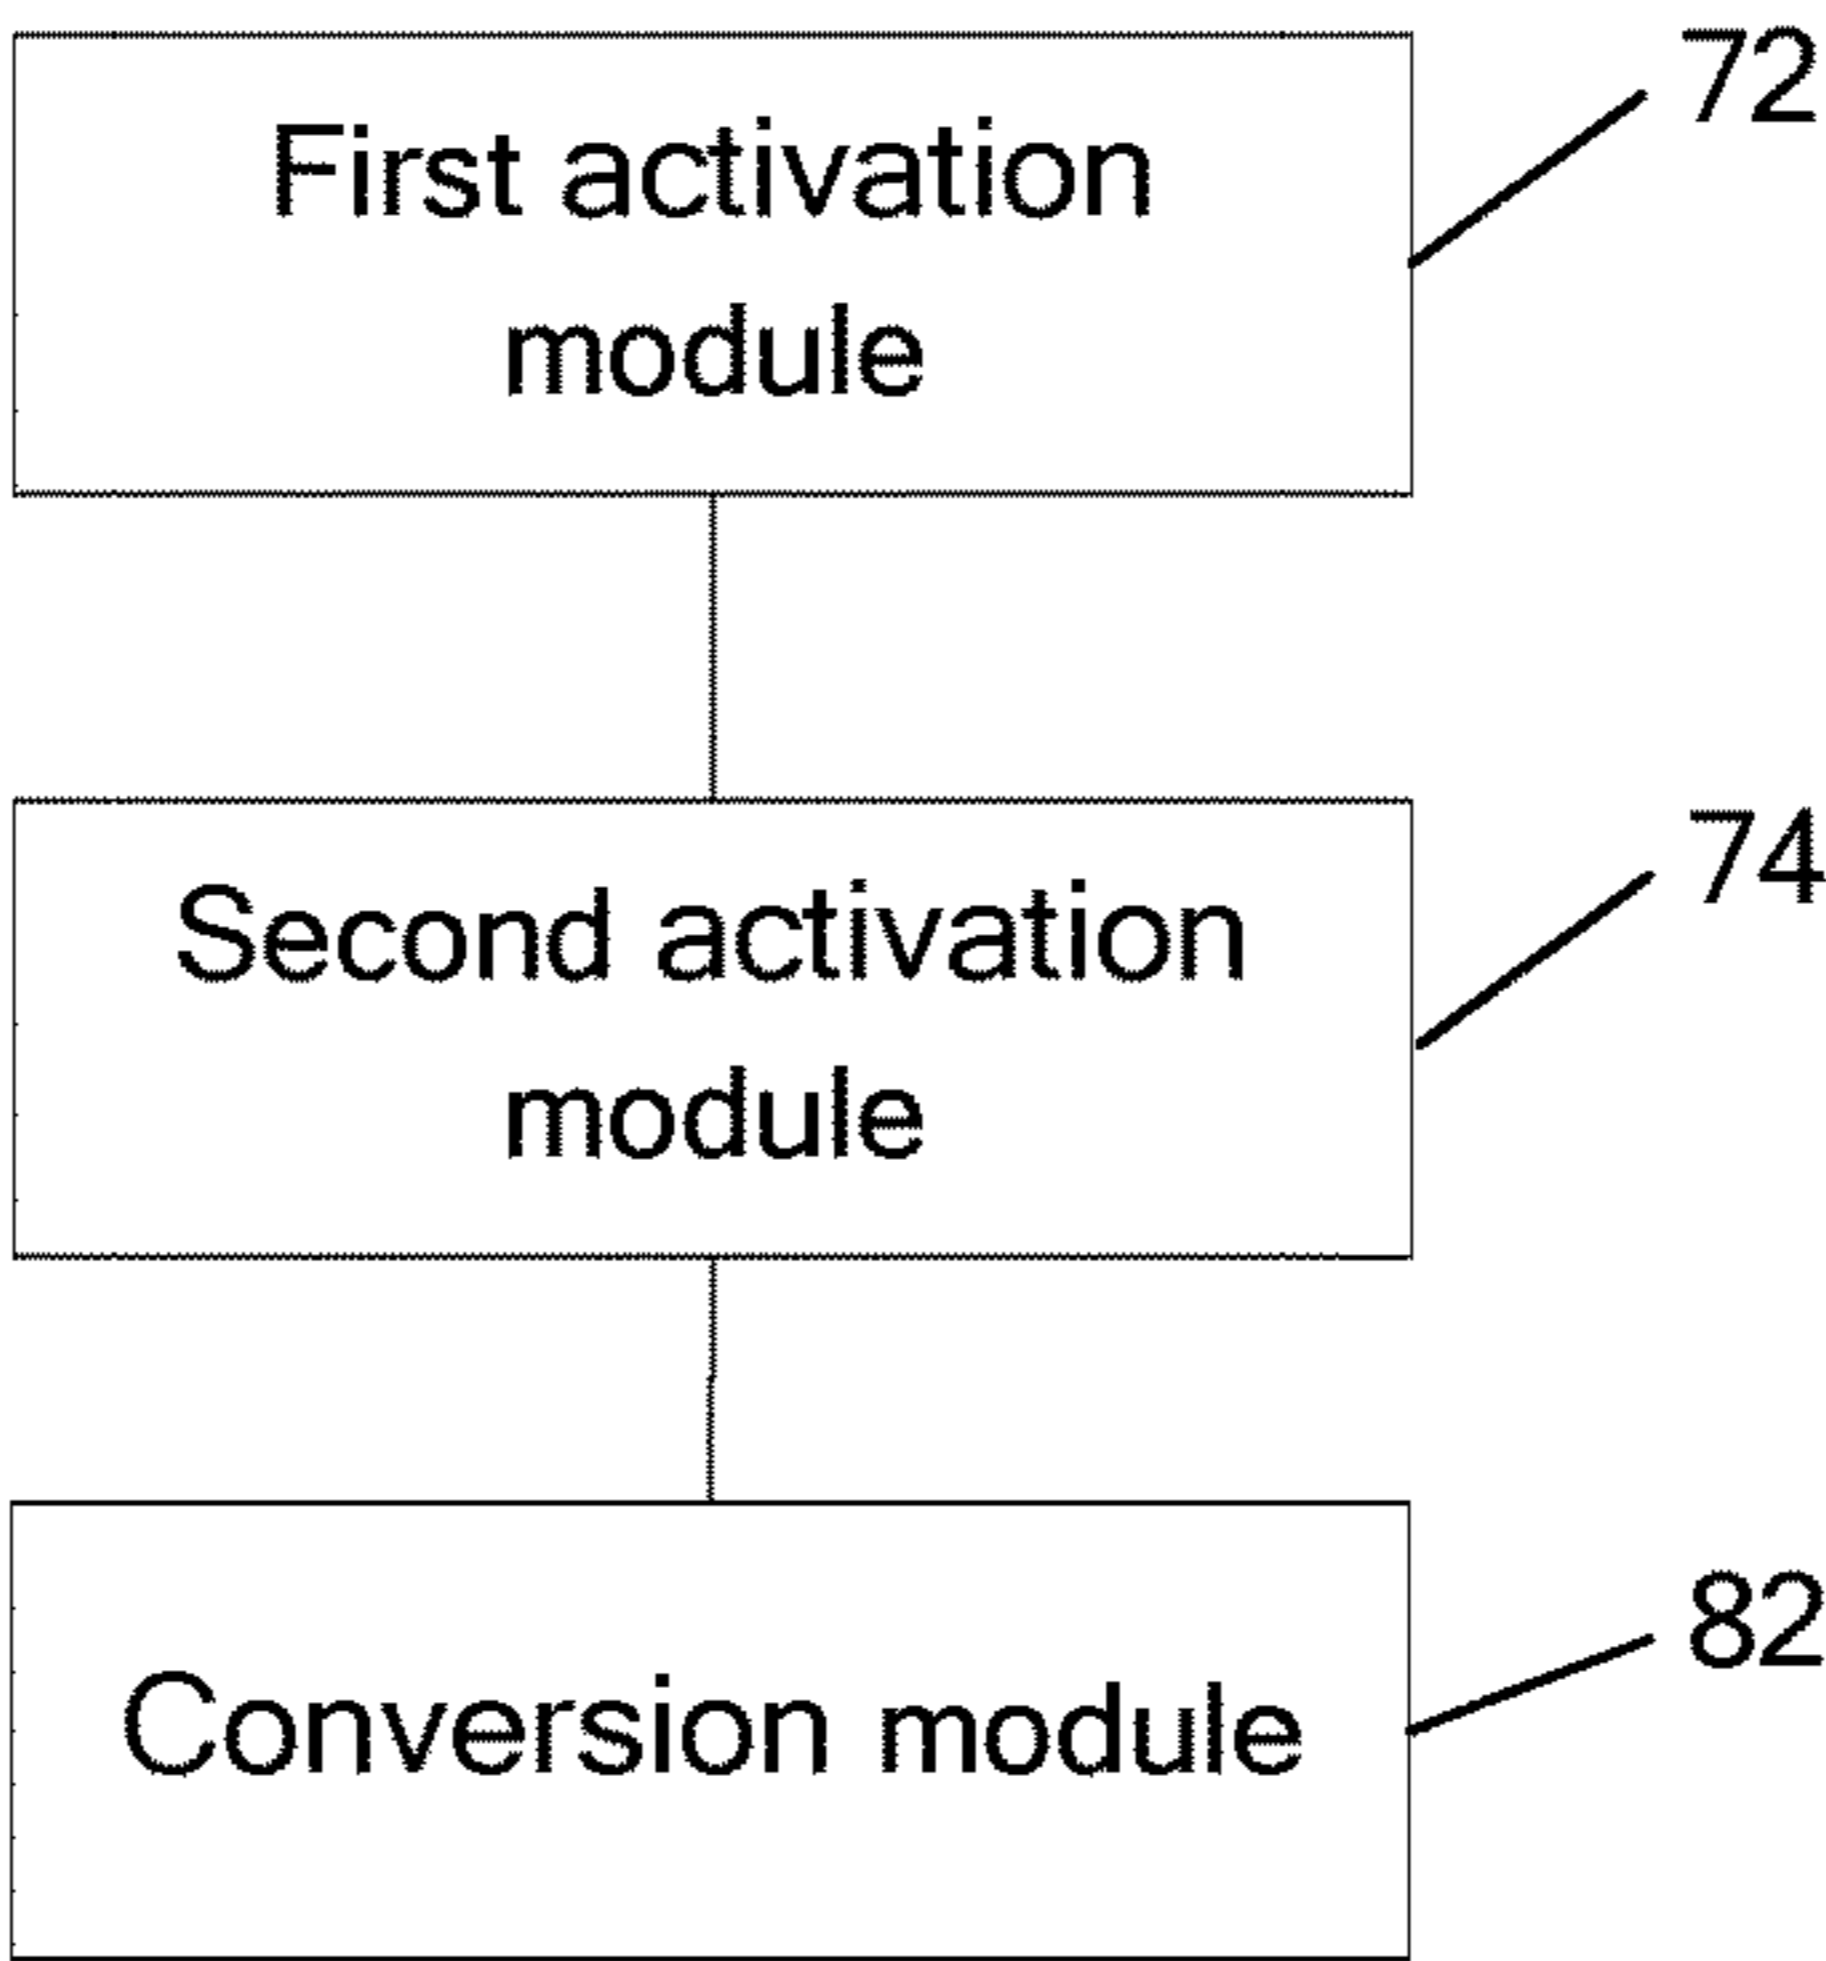 72
First activation
module
74
Second activation
module
82
Conversion module